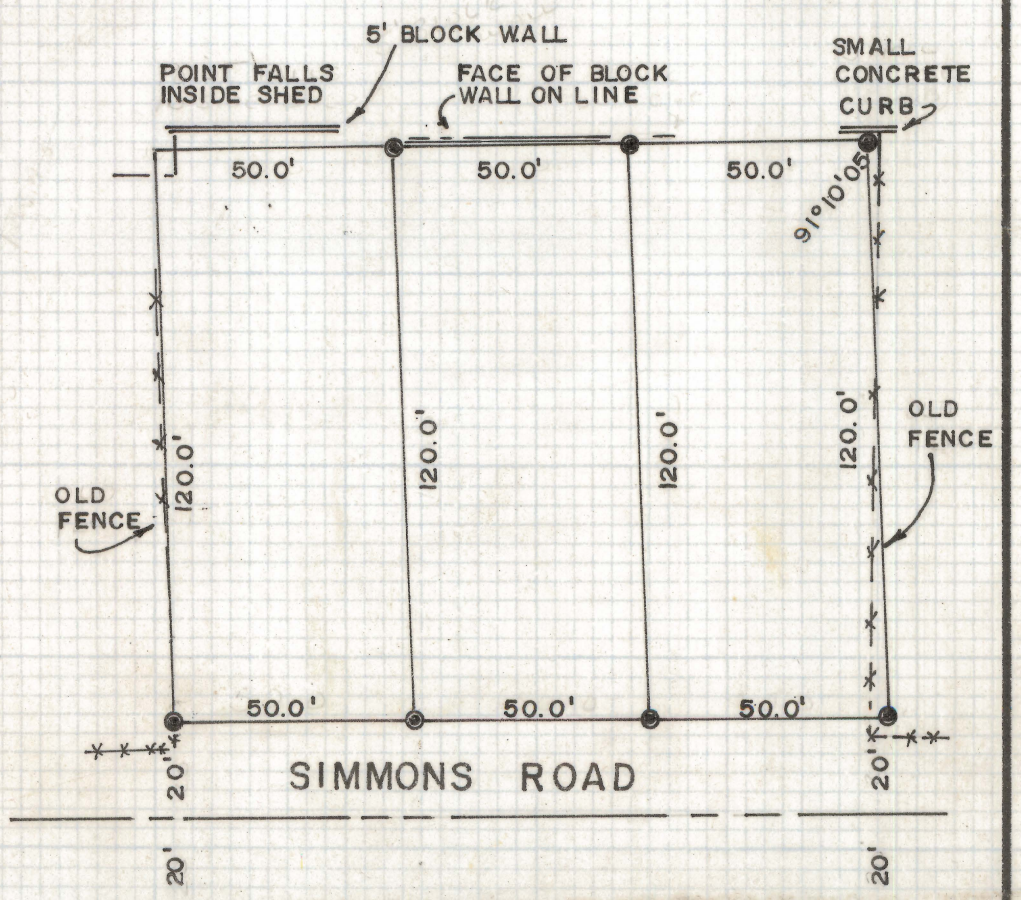 5' BLOCK WALL
POINT FALLS
INSIDE SHED
FACE OF BLOCK
WALL ON LINE
SMALL
CONCRETE
CURB
50.0'
50.0'
50.0'
91°10'05
120.0'
120.0'
120.0'
120.0'
OLD
FENCE
OLD
FENCE
50.0'
50.0'
50.0'
20'
SIMMONS ROAD
20'
20'
20'